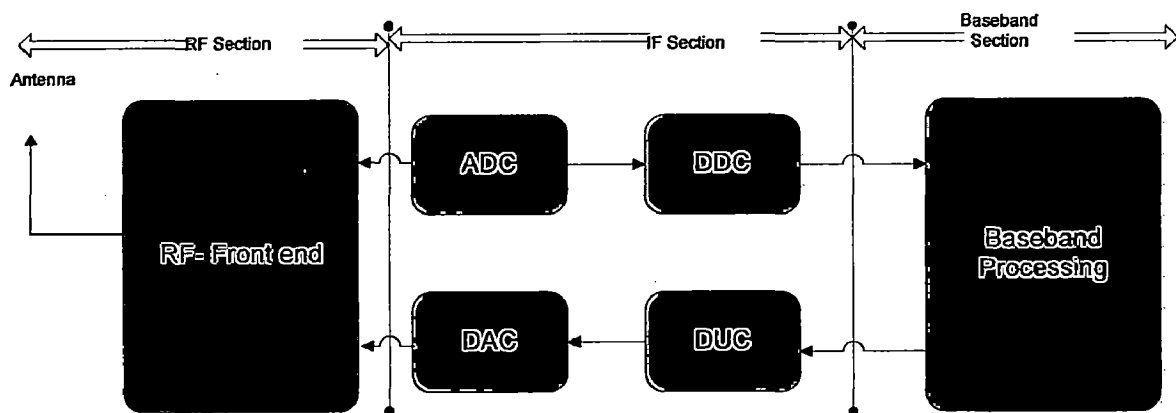 RF Section
IF Section
Baseband
Section
Antenna
ADC
DDC
RF- Front end
Baseband
Processing
DAC
DUC